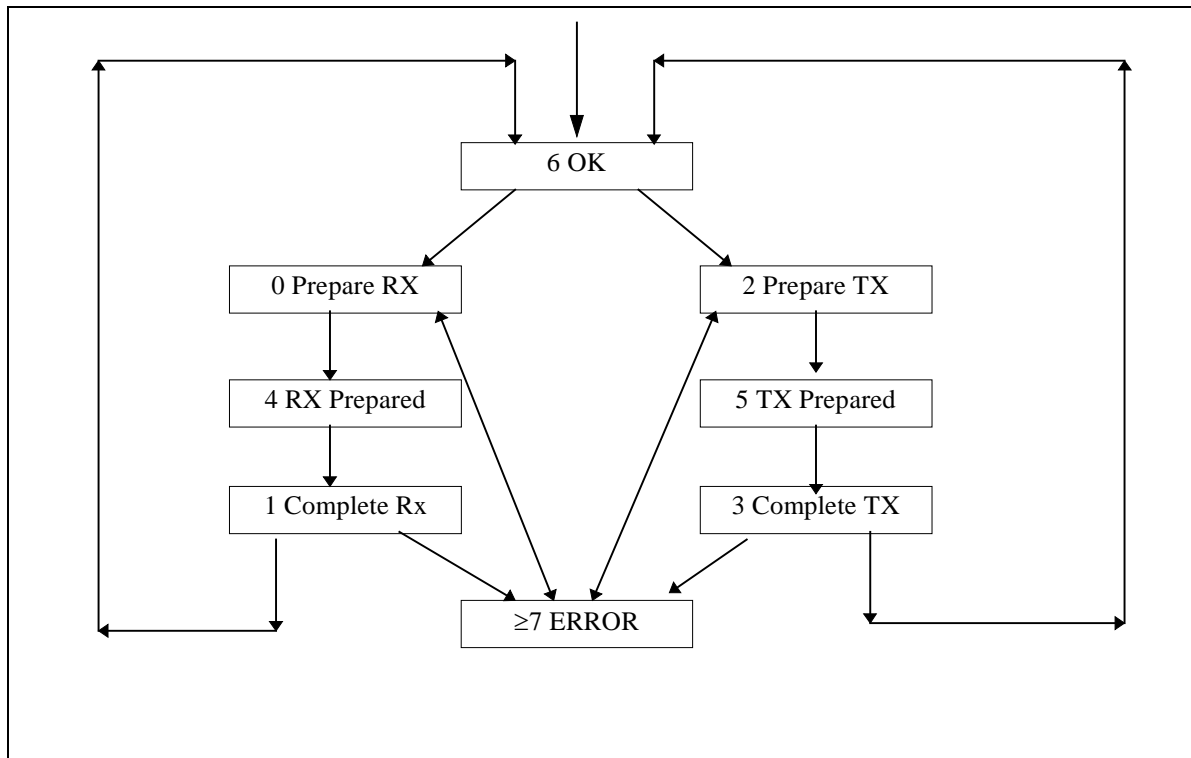 6 OK
0 Prepare RX
2 Prepare TX
4 RX Prepared
5 TX Prepared
1 Complete Rx
3 Complete TX
≥7 ERROR